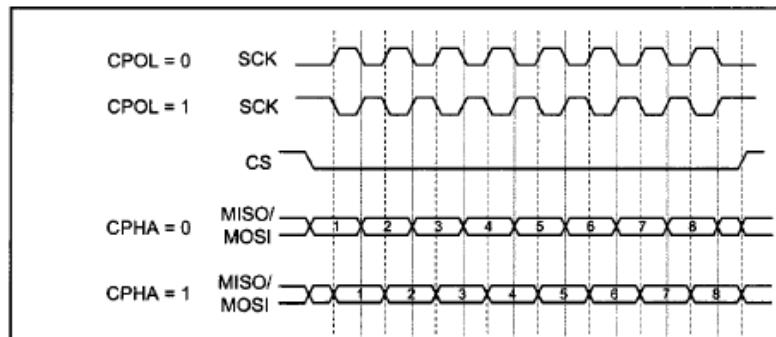 CPOL = 0 SCK
CPOL = 1 SCK
CS
CPHA = 0 MISO/
MOSI 1 2 3 4 5 6 7 8
CPHA = 1 MISO/
MOSI 1 2 3 4 5 6 7 8